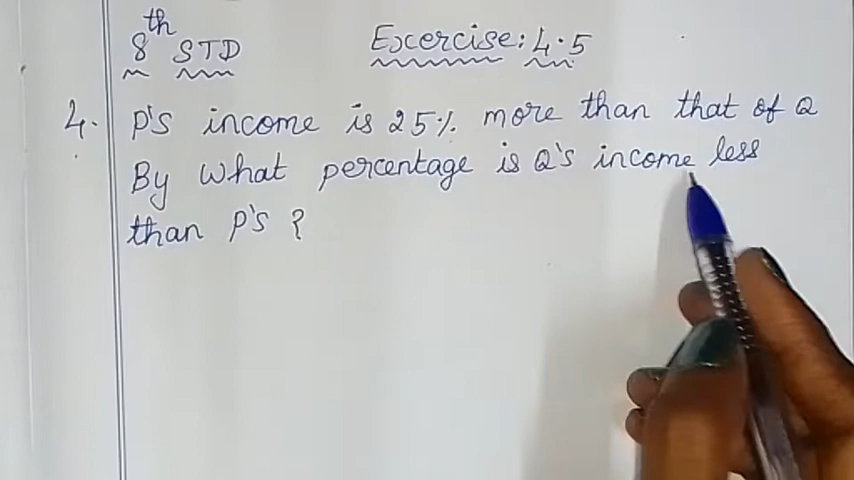 8th STD Excercise: 4.5
4. P's income is 25% more than that of Q
By what percentage is Q's income less
than P's ?